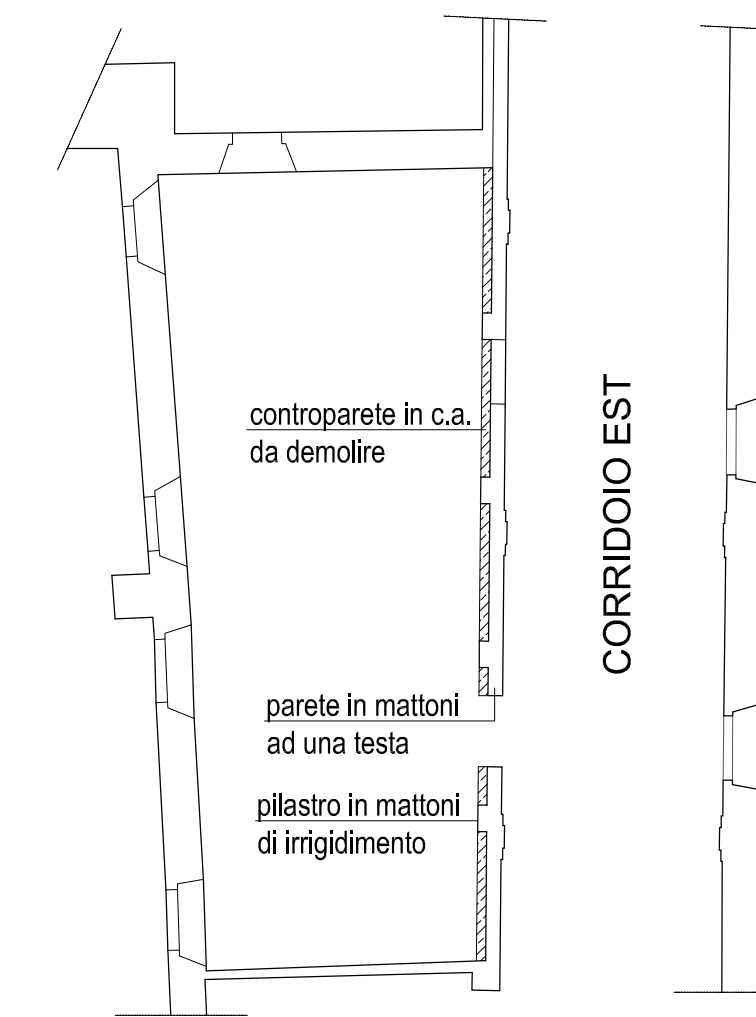 controparete in c.a.
da demolire
CORRIDOIO EST
parete in mattoni
ad una testa
pilastro in mattoni
di irrigidimento